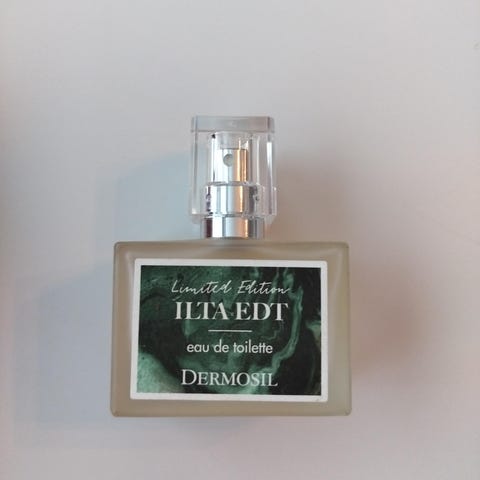 Limited Edition
ILTA EDT
eau de toilette
DERMOSIL